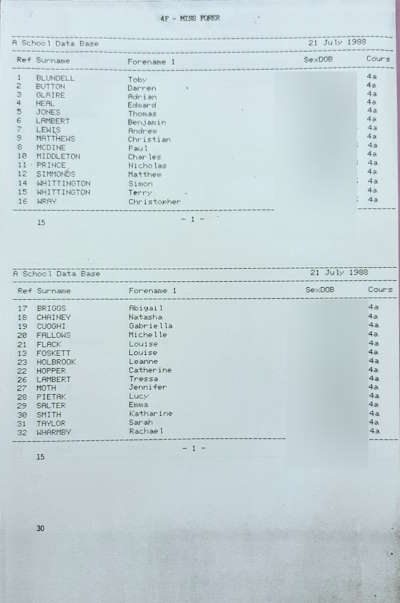 4F - MISS POWER
A School Data Base 21 July 1988
Ref Surname Forename 1 SexDOB Cours
1 BLUNDELL Toby 4a
2 BUTTON Darren 4a
3 GLAIRE Adrian 4a
4 HEAL Edward 4a
5 JONES Thomas 4a
6 LAMBERT Benjamin 4a
7 LEWIS Andrew 4a
9 MATTHEWS Christian 4a
8 MCDINE Paul 4a
10 MIDDLETON Charles 4a
11 PRINCE Nicholas 4a
12 SIMMONDS Matthew 4a
14 WHITTINGTON Simon 4a
15 WHITTINGTON Terry 4a
16 WRAY Christopher 4a
- 1 -
15
A School Data Base 21 July 1988
Ref Surname Forename 1 SexDOB Cours
17 BRIGGS Abigail 4a
18 CHAINEY Natasha 4a
19 CUOGHI Gabriella 4a
20 FALLOWS Michelle 4a
21 FLACK Louise 4a
13 FOSKETT Louise 4a
23 HOLBROOK Leanne 4a
22 HOPPER Catherine 4a
26 LAMBERT Tressa 4a
27 MOTH Jennifer 4a
28 PIETAK Lucy 4a
29 SALTER Emma 4a
30 SMITH Katharine 4a
31 TAYLOR Sarah 4a
32 WHARMBY Rachael 4a
- 1 -
15
30